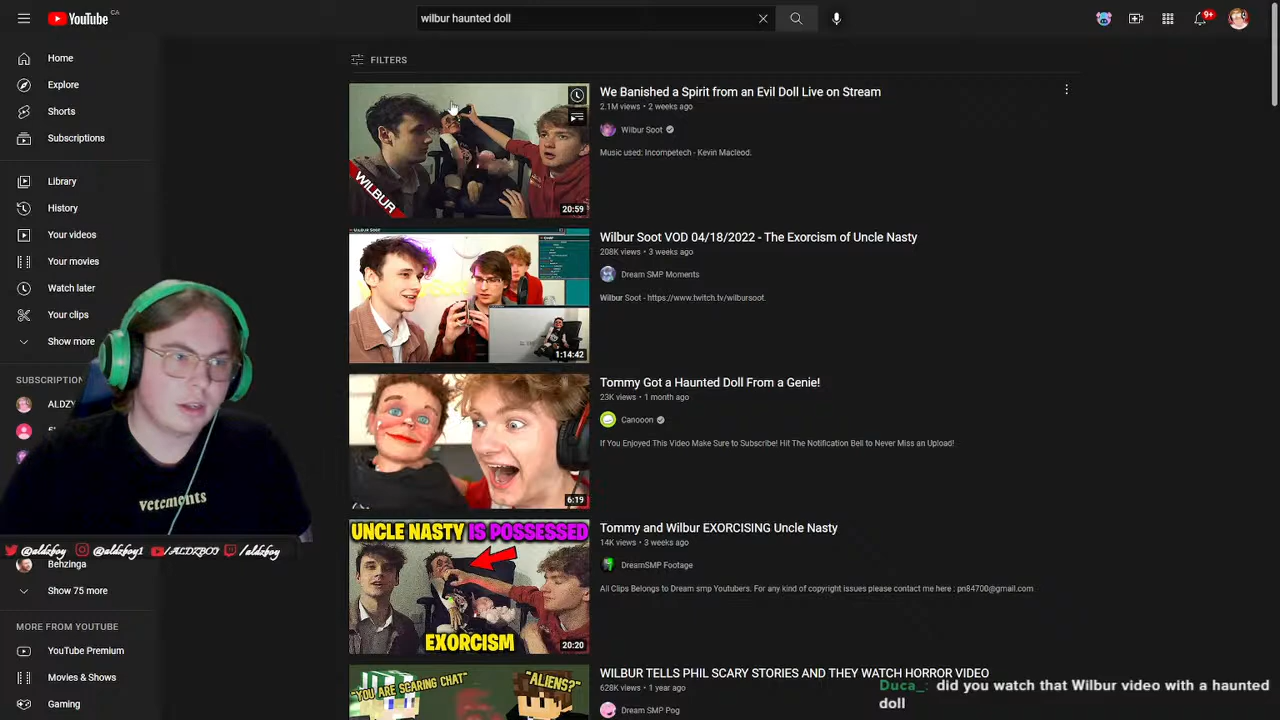 YouTube CA
wilbur haunted doll
9+
FILTERS
Home
Explore
Shorts
Subscriptions
Library
History
Your videos
Your movies
Watch later
Your clips
Show more
SUBSCRIPTION
ALDZY
Behzinga
Show 75 more
MORE FROM YOUTUBE
YouTube Premium
Movies & Shows
Gaming
vetements
@aldzboy @aldzboy1 /ALDZBOY /aldzboy
WILBUR
20:59
We Banished a Spirit from an Evil Doll Live on Stream
2.1M views • 2 weeks ago
Wilbur Soot
Music used: Incompetech - Kevin Macleod.
1:14:42
Wilbur Soot VOD 04/18/2022 - The Exorcism of Uncle Nasty
208K views • 3 weeks ago
Dream SMP Moments
Wilbur Soot - https://www.twitch.tv/wilbursoot.
6:19
Tommy Got a Haunted Doll From a Genie!
23K views • 1 month ago
Canooon
If You Enjoyed This Video Make Sure to Subscribe! Hit The Notification Bell to Never Miss an Upload!
UNCLE NASTY IS POSSESSED
EXORCISM
20:20
Tommy and Wilbur EXORCISING Uncle Nasty
14K views • 3 weeks ago
DreamSMP Footage
All Clips Belongs to Dream smp Youtubers. For any kind of copyright issues please contact me here : pn84700@gmail.com
"YOU ARE SCARING CHAT"
"ALIENS?"
WILBUR TELLS PHIL SCARY STORIES AND THEY WATCH HORROR VIDEO
628K views • 1 year ago
Dream SMP Pog
Duca_: did you watch that Wilbur video with a haunted
doll